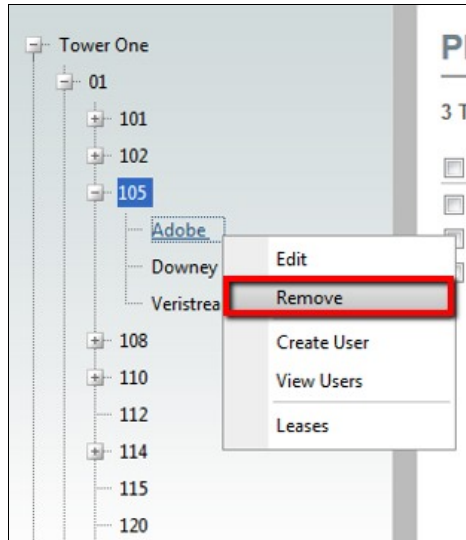 Tower One
01
101
102
105
Adobe
Downey
Veristrea
108
110
112
114
115
120
Edit
Remove
Create User
View Users
Leases
3